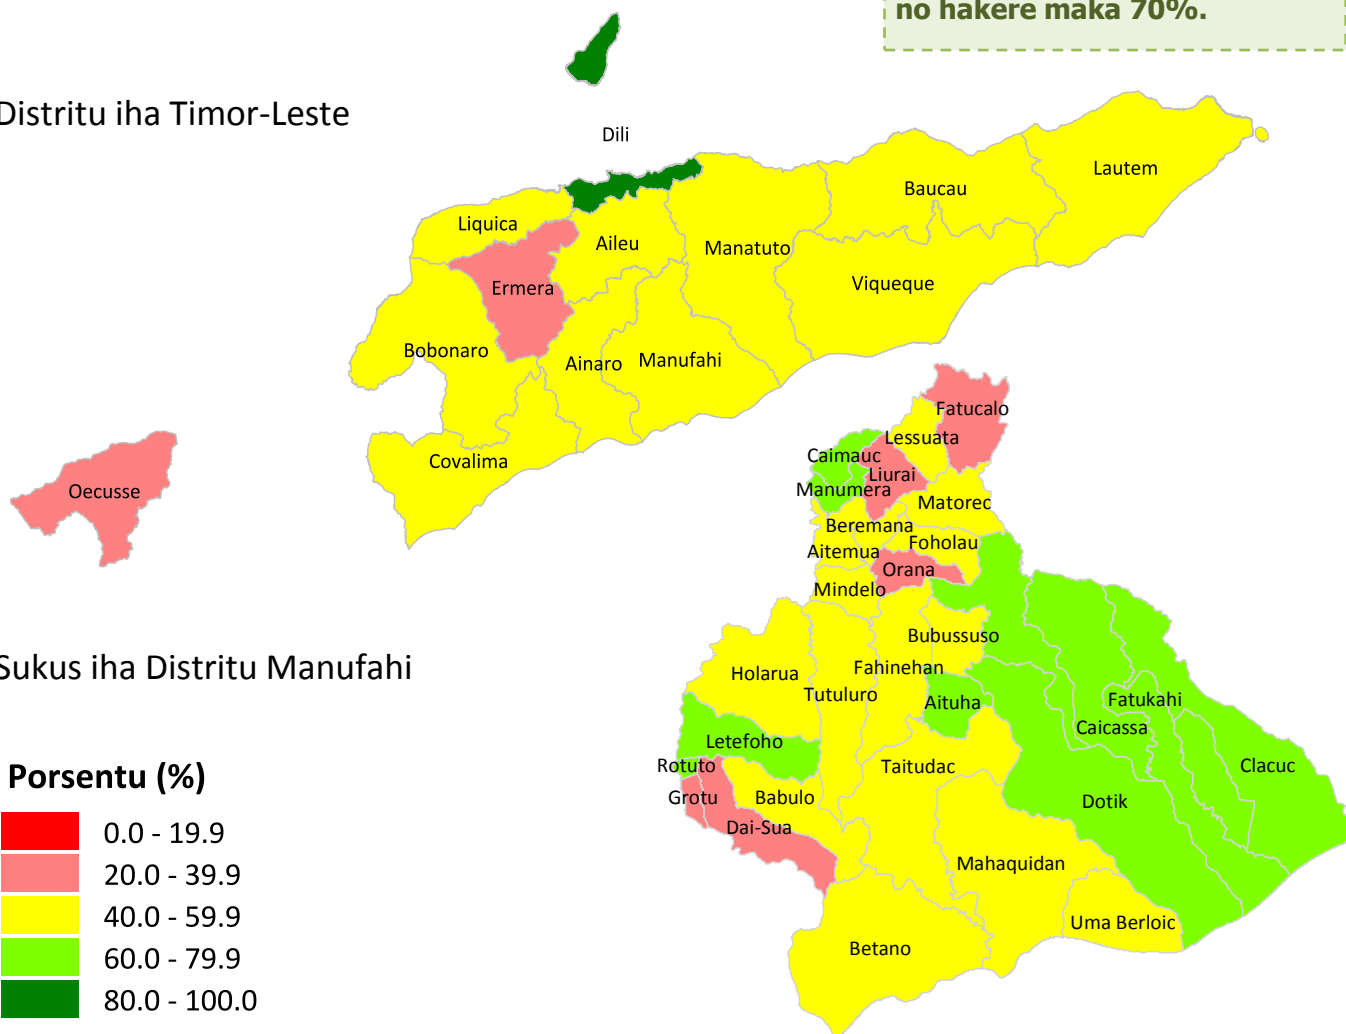 no hakere maka 70%.
Distritu iha Timor-Leste
Dili
Lautem
Baucau
Liquica
Aileu
Manatuto
Viqueque
Ermera
Bobonaro
Ainaro
Manufahi
Covalima
Oecusse
Fatucalo
Lessuata
Caimauc
Liurai
Manumera
Matorec
Beremana
Foholau
Aitemua
Orana
Mindelo
Bubussuso
Sukus iha Distritu Manufahi
Holarua
Fahinehan
Tutuluro
Aituha
Fatukahi
Caicassa
Letefoho
Rotuto
Taitudac
Clacuc
Grotu
Babulo
Dotik
Dai-Sua
Mahaquidan
Uma Berloic
Betano
Porsentu (%)
0.0 - 19.9
20.0 - 39.9
40.0 - 59.9
60.0 - 79.9
80.0 - 100.0